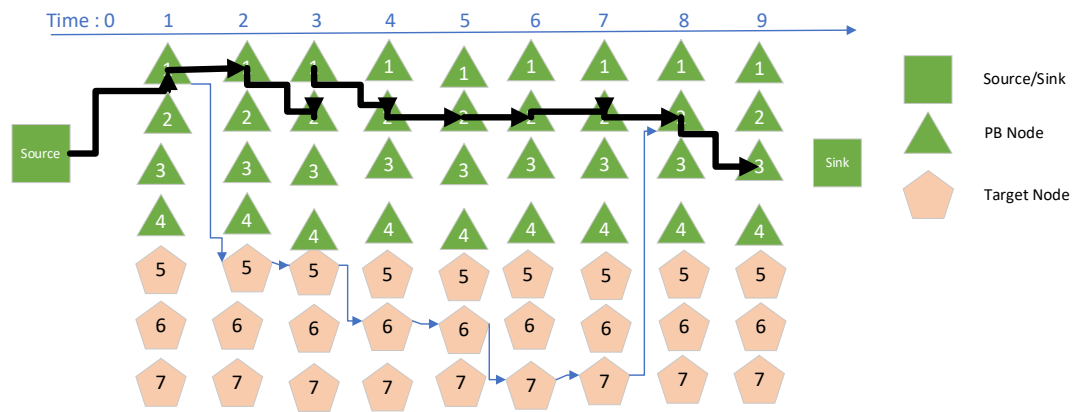 Time : 0 1 2 3 4 5 6 7 8 9
1 1 1 1 1 1 1 1 1
2 2 2 2 2 2 2 2 2
3 3 3 3 3 3 3 3 3
4 4 4 4 4 4 4 4 4
5 5 5 5 5 5 5 5 5
6 6 6 6 6 6 6 6 6
7 7 7 7 7 7 7 7 7
Source
Sink
Source/Sink
PB Node
Target Node